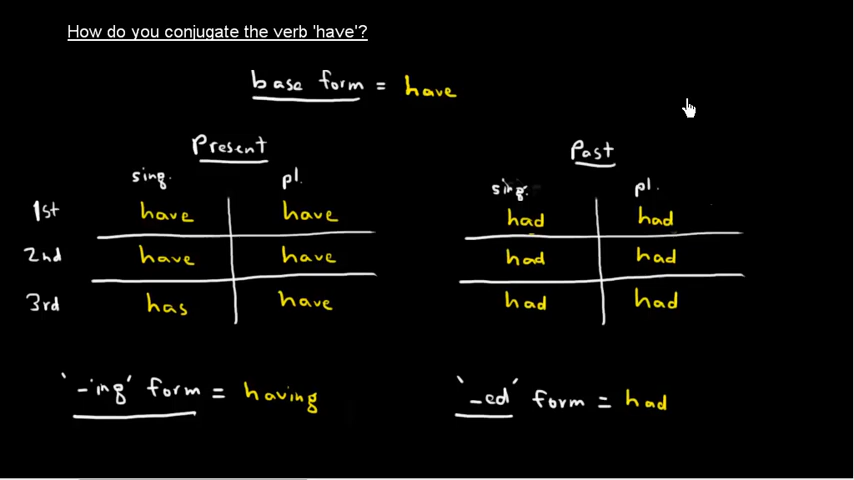 How do you conjugate the verb 'have'?
base form = have
Present
Past
sing. pl. sing. pl.
1st have have had had
2nd have have had had
3rd has have had had
'-ing' form = having
'-ed' form = had